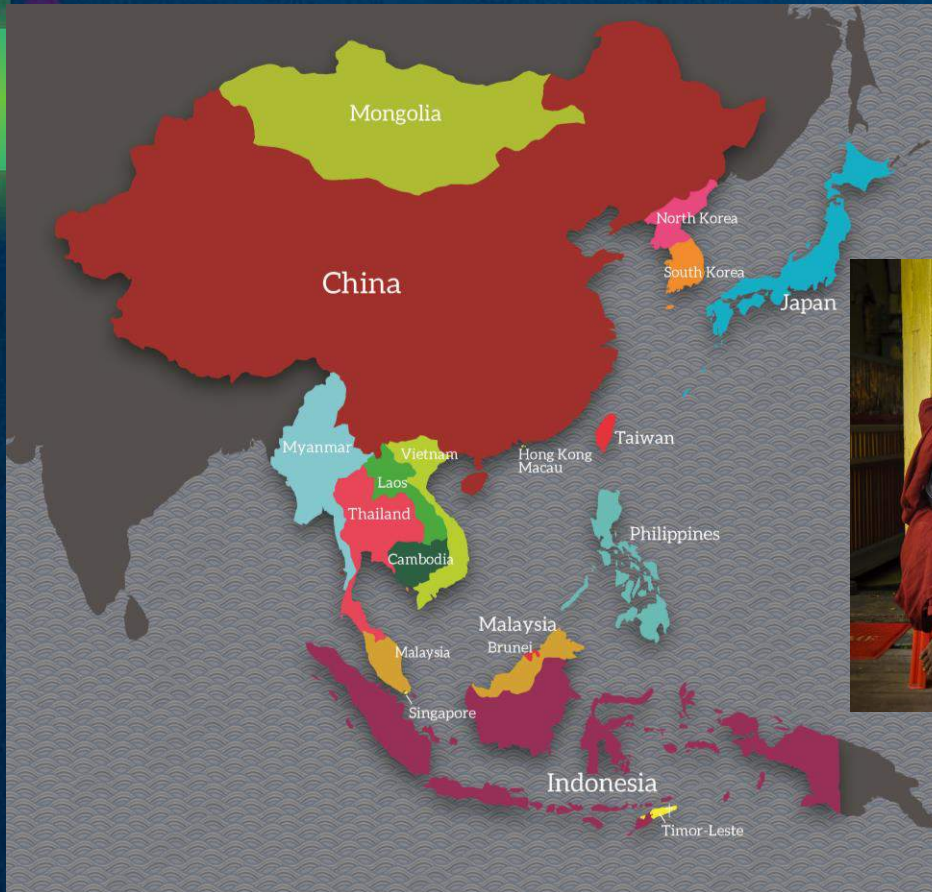 Mongolia
North Korea
China
South Korea
Japan
Taiwan
Myanmar
Vietnam
Hong Kong
Macau
Laos
Thailand
Philippines
Cambodia
Malaysia
Brunei
Malaysia
Singapore
Indonesia
Timor-Leste